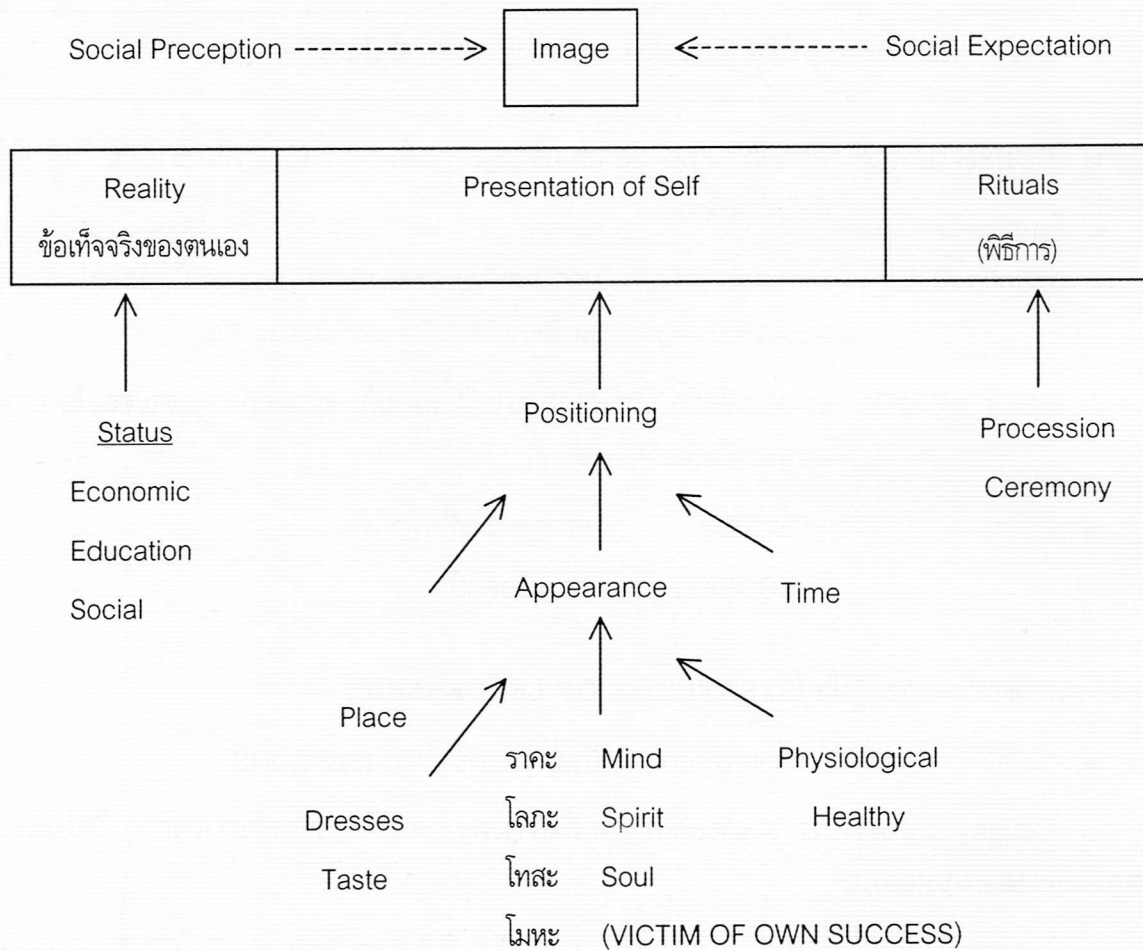 Social Preception
Image
Social Expectation
Reality
ข้อเท็จจริงของตนเอง
Presentation of Self
Rituals
(พิธีการ)
Status
Economic
Education
Social
Positioning
Procession
Ceremony
Appearance
Time
Place
Dresses
Taste
ราคะ Mind
โลภะ Spirit
โทสะ Soul
โมหะ (VICTIM OF OWN SUCCESS)
Physiological
Healthy